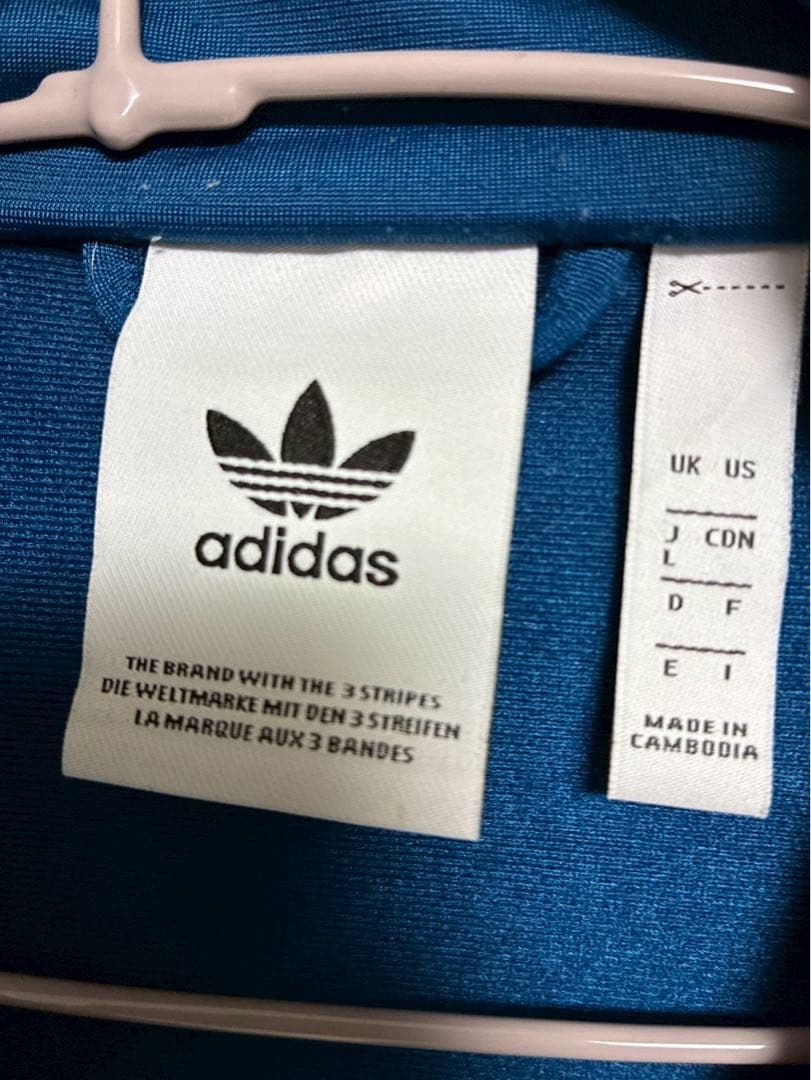 adidas
THE BRAND WITH THE 3 STRIPES
DIE WELTMARKE MIT DEN 3 STREIFEN
LA MARQUE AUX 3 BANDES
UK US
J CDN
L
D F
E I
MADE IN
CAMBODIA